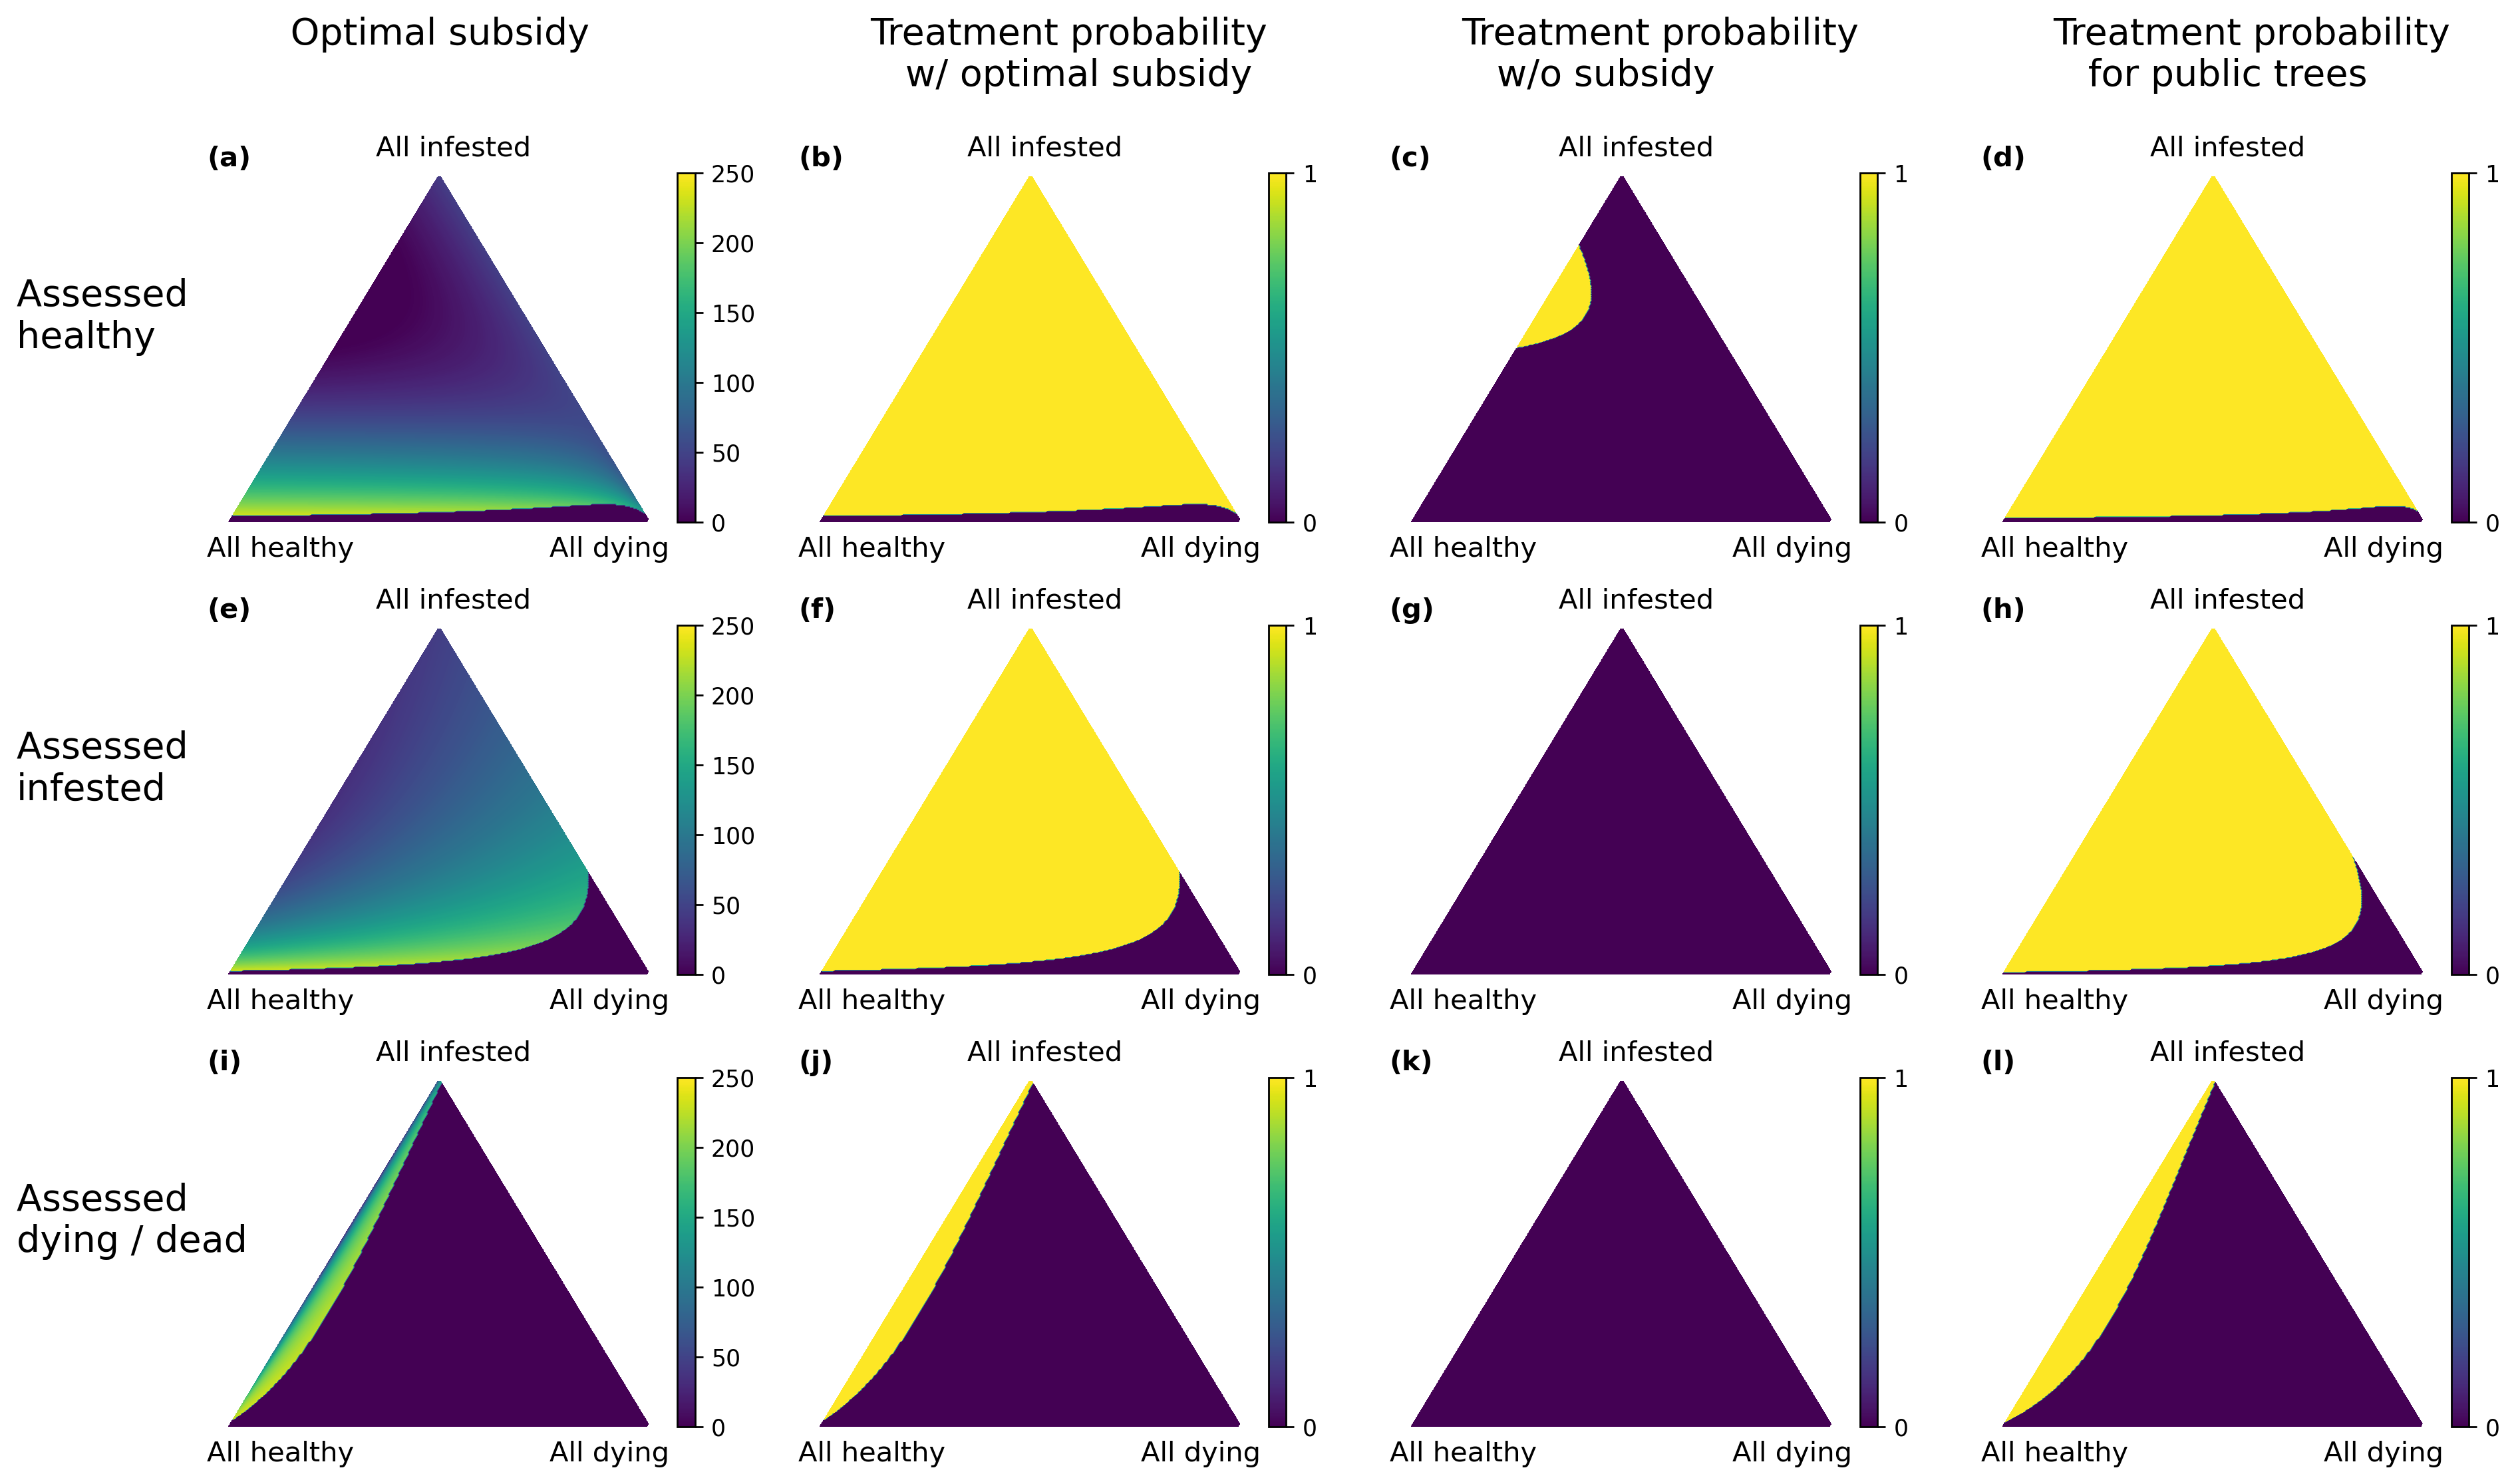 Optimal subsidy
Treatment probability
w/ optimal subsidy
Treatment probability
w/o subsidy
Treatment probability
for public trees
Assessed
healthy
(a)
All infested
250
200
150
100
50
0
All healthy
All dying
(b)
All infested
1
0
All healthy
All dying
(c)
All infested
1
0
All healthy
All dying
(d)
All infested
1
0
All healthy
All dying
Assessed
infested
(e)
All infested
250
200
150
100
50
0
All healthy
All dying
(f)
All infested
1
0
All healthy
All dying
(g)
All infested
1
0
All healthy
All dying
(h)
All infested
1
0
All healthy
All dying
Assessed
dying / dead
(i)
All infested
250
200
150
100
50
0
All healthy
All dying
(j)
All infested
1
0
All healthy
All dying
(k)
All infested
1
0
All healthy
All dying
(l)
All infested
1
0
All healthy
All dying